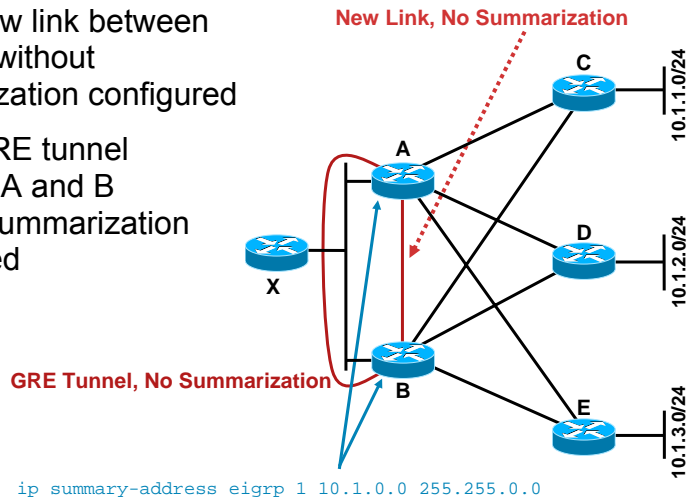 w link between
without
zation configured
RE tunnel
A and B
ummarization
ed
New Link, No Summarization
C
10.1.1.0/24
A
D
10.1.2.0/24
X
GRE Tunnel, No Summarization
B
E
10.1.3.0/24
ip summary-address eigrp 1 10.1.0.0 255.255.0.0